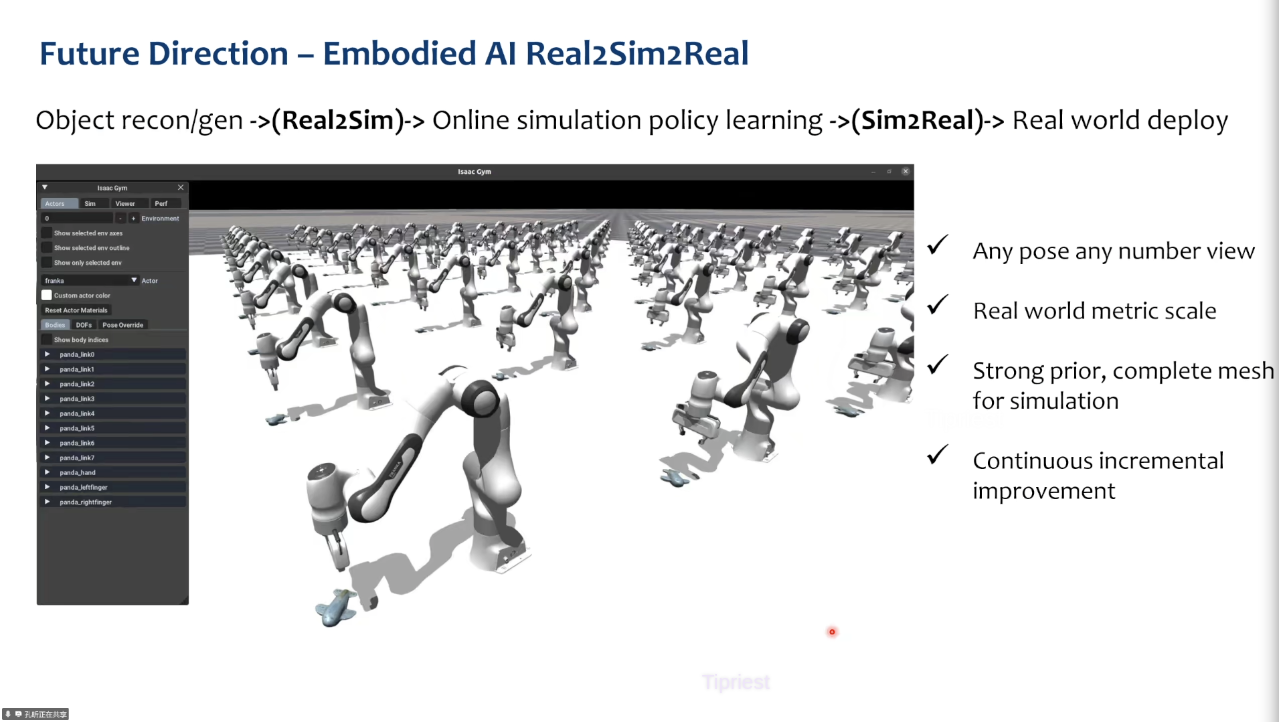 Future Direction – Embodied AI Real2Sim2Real
Object recon/gen ->(Real2Sim)-> Online simulation policy learning ->(Sim2Real)-> Real world deploy
Isaac Gym
Isaac Gym
Actors Sim Viewer Perf
0 - + Environment
Show selected env axes
Show selected env outline
Show only selected env
franka Actor
Custom actor color
Reset Actor Materials
Bodies DOFs Pose Override
Show body indices
panda_link0
panda_link1
panda_link2
panda_link3
panda_link4
panda_link5
panda_link6
panda_link7
panda_hand
panda_leftfinger
panda_rightfinger
✓ Any pose any number view
✓ Real world metric scale
✓ Strong prior, complete mesh
for simulation
✓ Continuous incremental
improvement
Tipriest
孔昕正在共享